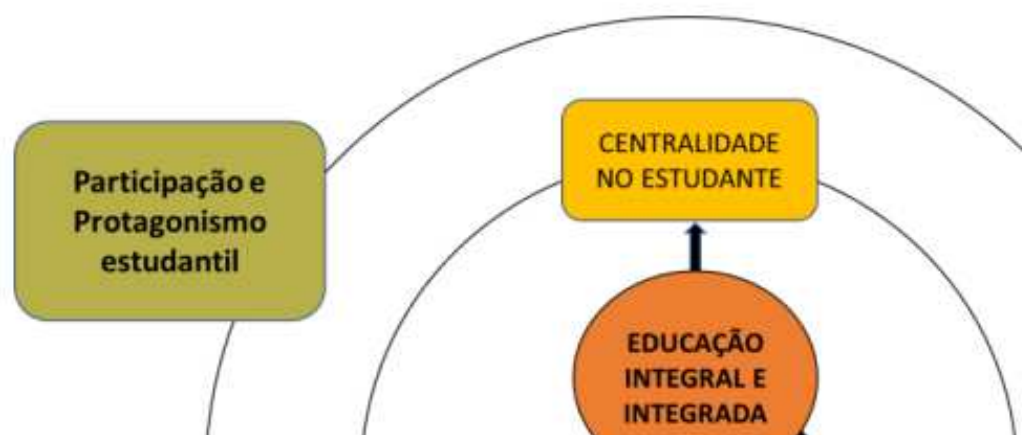 Participação e
Protagonismo
estudantil
CENTRALIDADE
NO ESTUDANTE
EDUCAÇÃO
INTEGRAL E
INTEGRADA